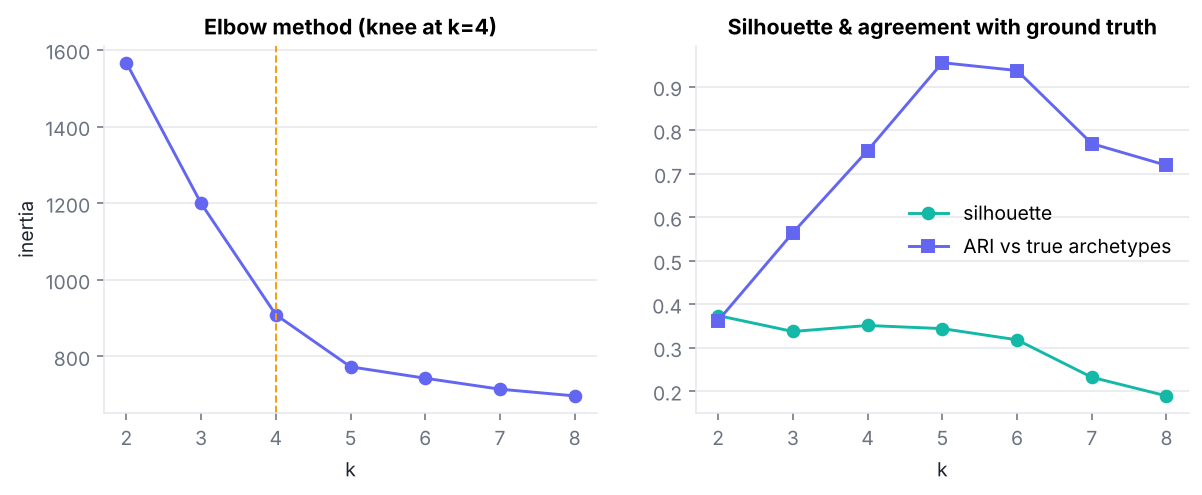 Elbow method (knee at k=4)
1600
1400
1200
1000
800
inertia
2 3 4 5 6 7 8
k
Silhouette & agreement with ground truth
0.9
0.8
0.7
0.6
0.5
0.4
0.3
0.2
silhouette
ARI vs true archetypes
2 3 4 5 6 7 8
k